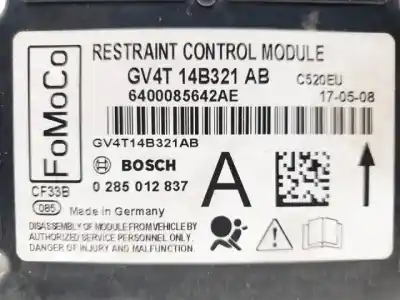 FoMoCo
RESTRAINT CONTROL MODULE
GV4T 14B321 AB
C520EU
6400085642AE
17-05-08
GV4T14B321AB
BOSCH
0 285 012 837
A
CF33B
085
Made in Germany
DISASSEMBLY OF MODULE FROM VEHICLE BY
AUTHORIZED SERVICE PERSONNEL ONLY.
DANGER OF INJURY AND MALFUNCTION.